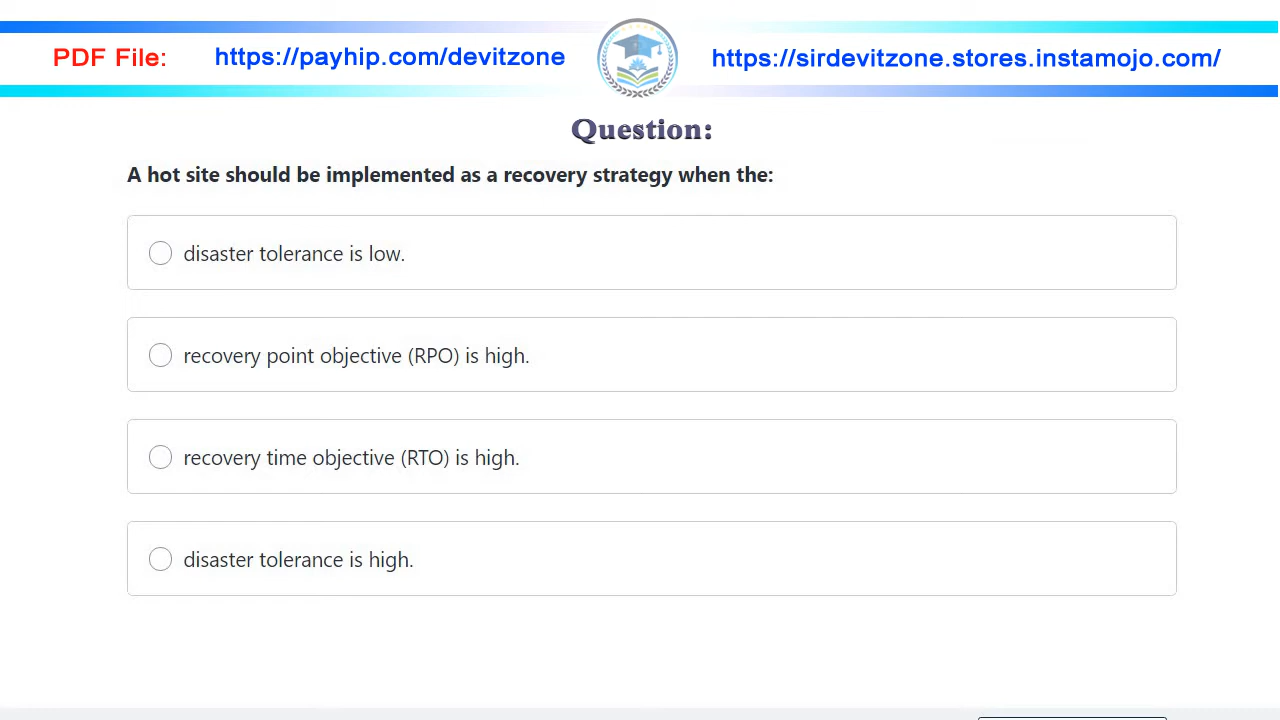 PDF File: https://payhip.com/devitzone https://sirdevitzone.stores.instamojo.com/
Question:
A hot site should be implemented as a recovery strategy when the:
disaster tolerance is low.
recovery point objective (RPO) is high.
recovery time objective (RTO) is high.
disaster tolerance is high.